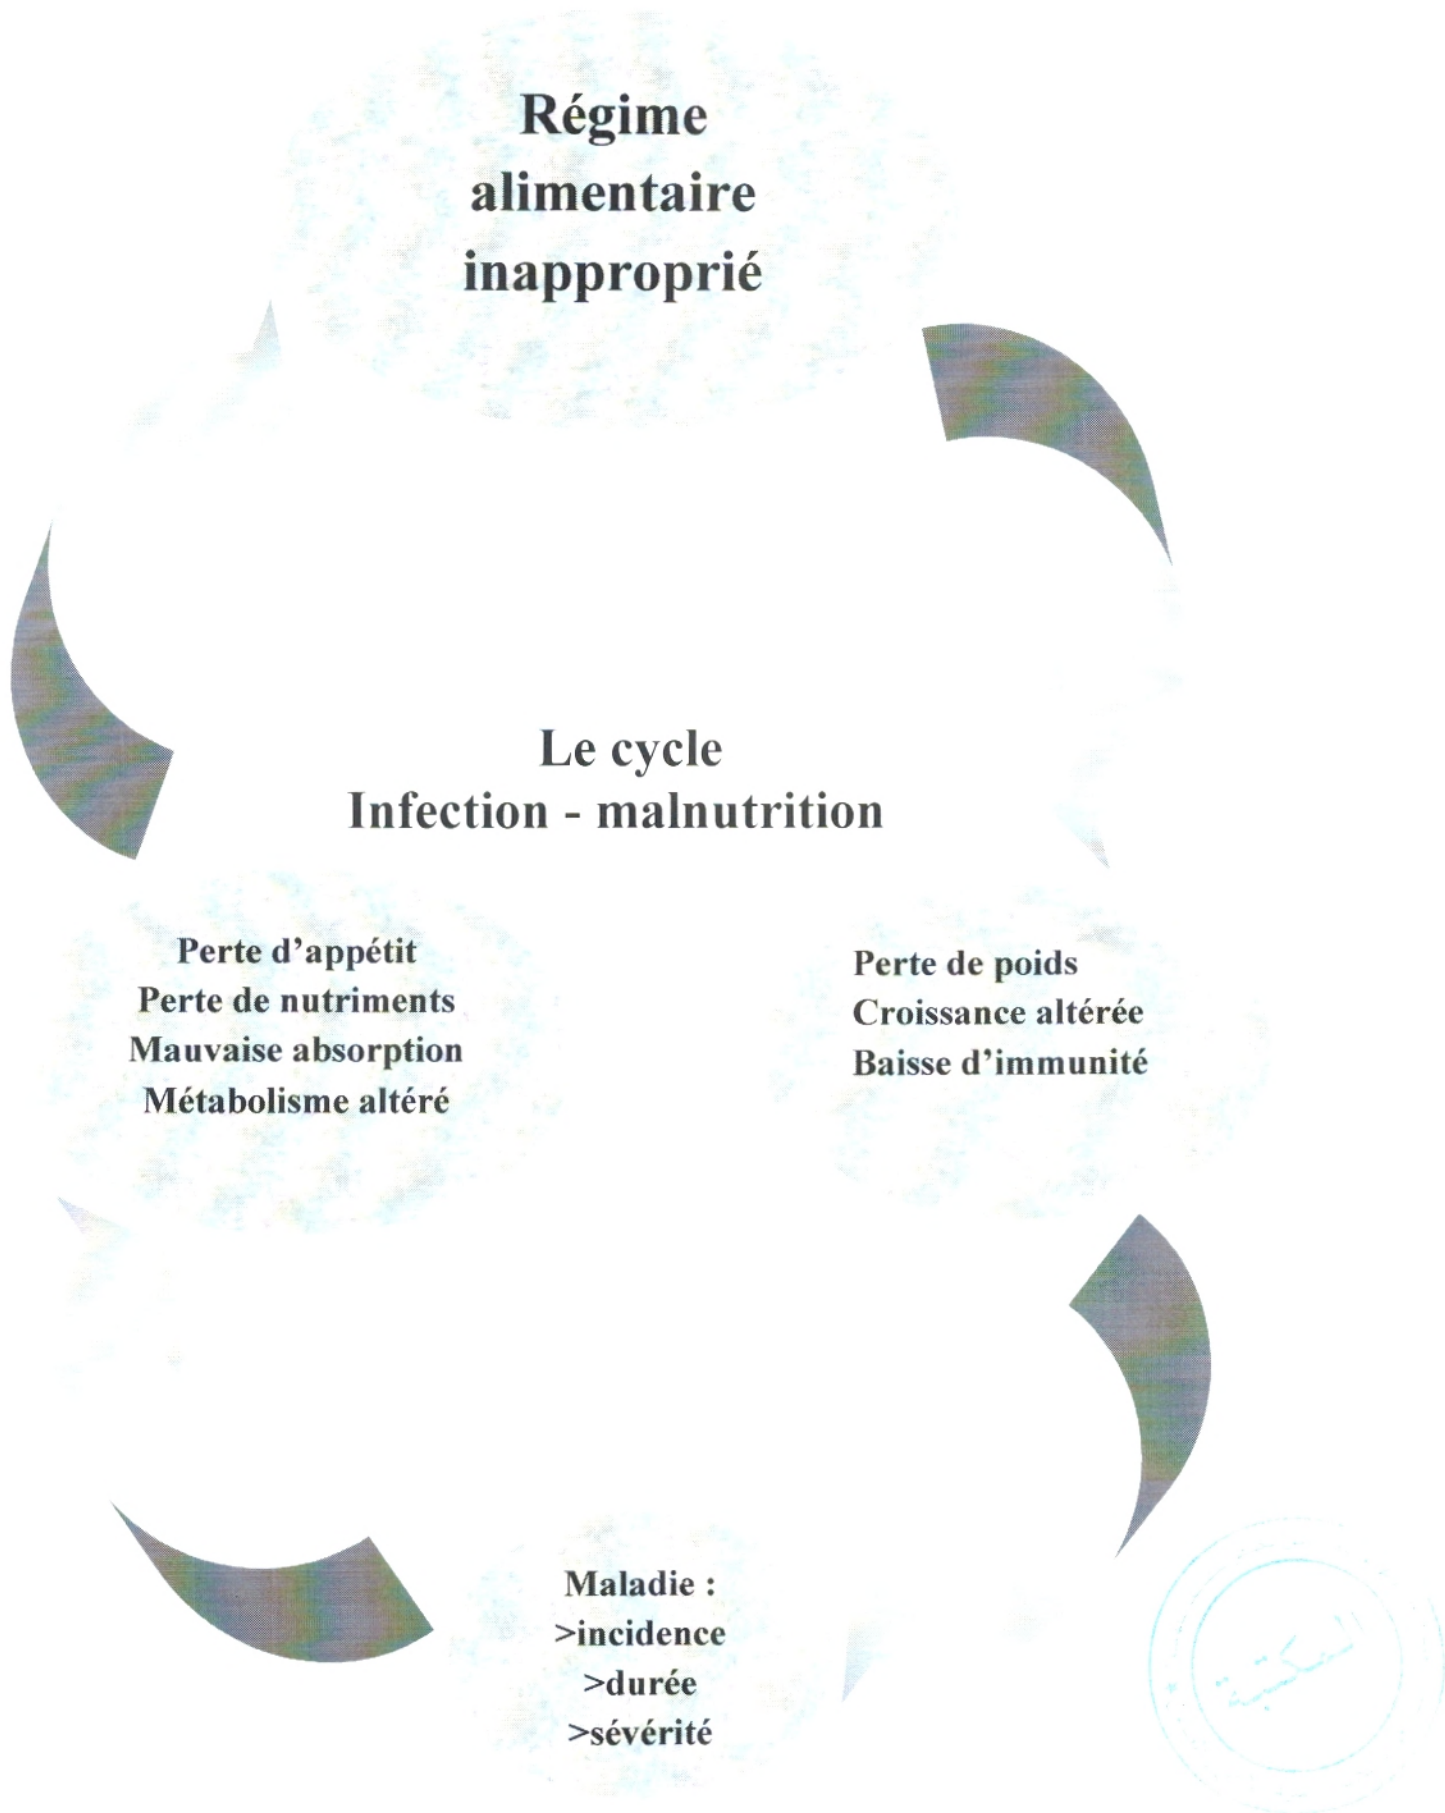 Régime
alimentaire
inapproprié
Le cycle
Infection - malnutrition
Perte d’appétit
Perte de nutriments
Mauvaise absorption
Métabolisme altéré
Perte de poids
Croissance altérée
Baisse d’immunité
Maladie :
>incidence
>durée
>sévérité
المكتبة